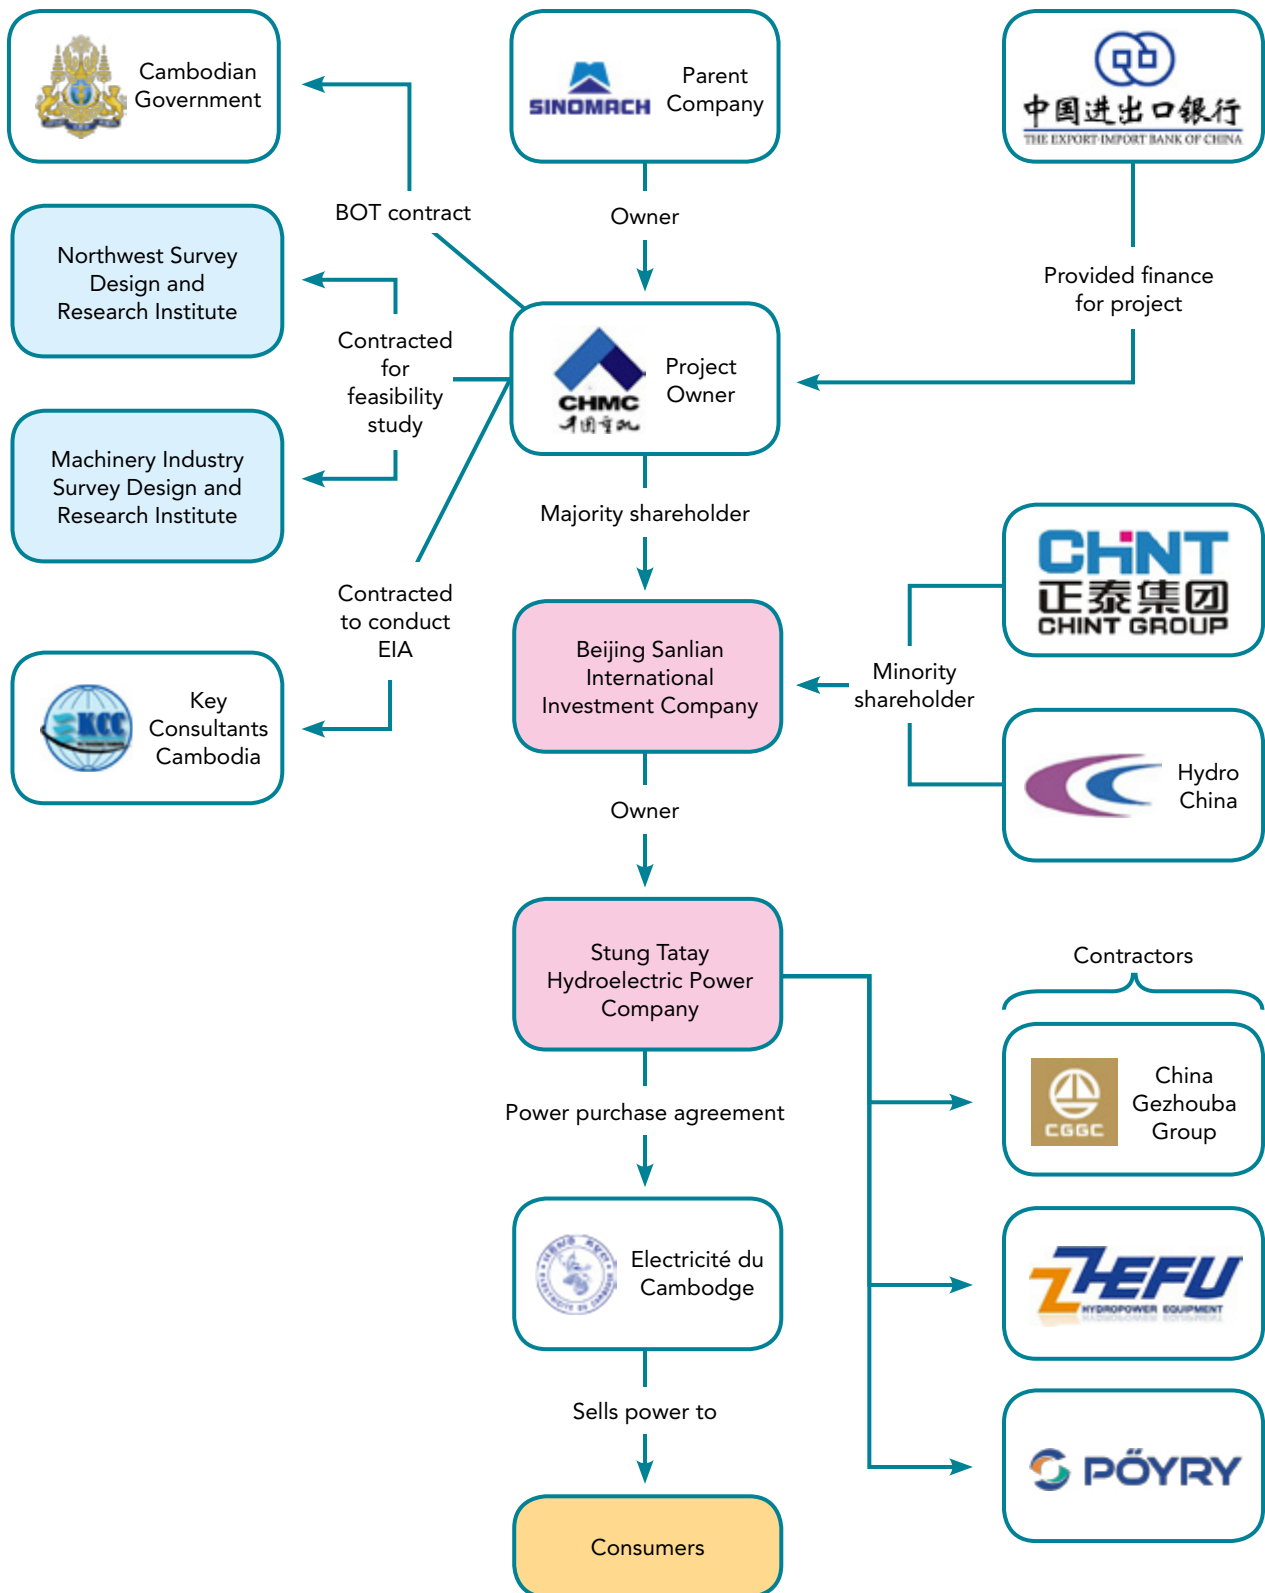 Cambodian
Government
SINOMACH
Parent
Company
中国进出口银行
THE EXPORT-IMPORT BANK OF CHINA
BOT contract
Owner
Provided finance
for project
Northwest Survey
Design and
Research Institute
Contracted
for
feasibility
study
CHMC
Project
Owner
Machinery Industry
Survey Design and
Research Institute
Majority shareholder
CHiNT
正泰集团
CHINT GROUP
Contracted
to conduct
EIA
Beijing Sanlian
International
Investment Company
Minority
shareholder
KCC
Key
Consultants
Cambodia
Hydro
China
Owner
Stung Tatay
Hydroelectric Power
Company
Contractors
CGGC
China
Gezhouba
Group
Power purchase agreement
Electricité du
Cambodge
ZHEFU
HYDROPOWER EQUIPMENT
Sells power to
PÖYRY
Consumers